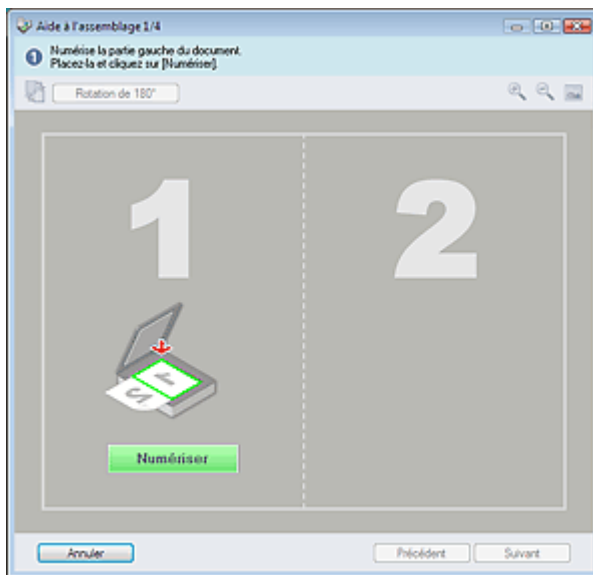 Aide à l'assemblage 1/4
1 Numérise la partie gauche du document.
Placez-la et cliquez sur [Numériser].
Rotation de 180°
1 2
S T
Numériser
Annuler Précédent Suivant